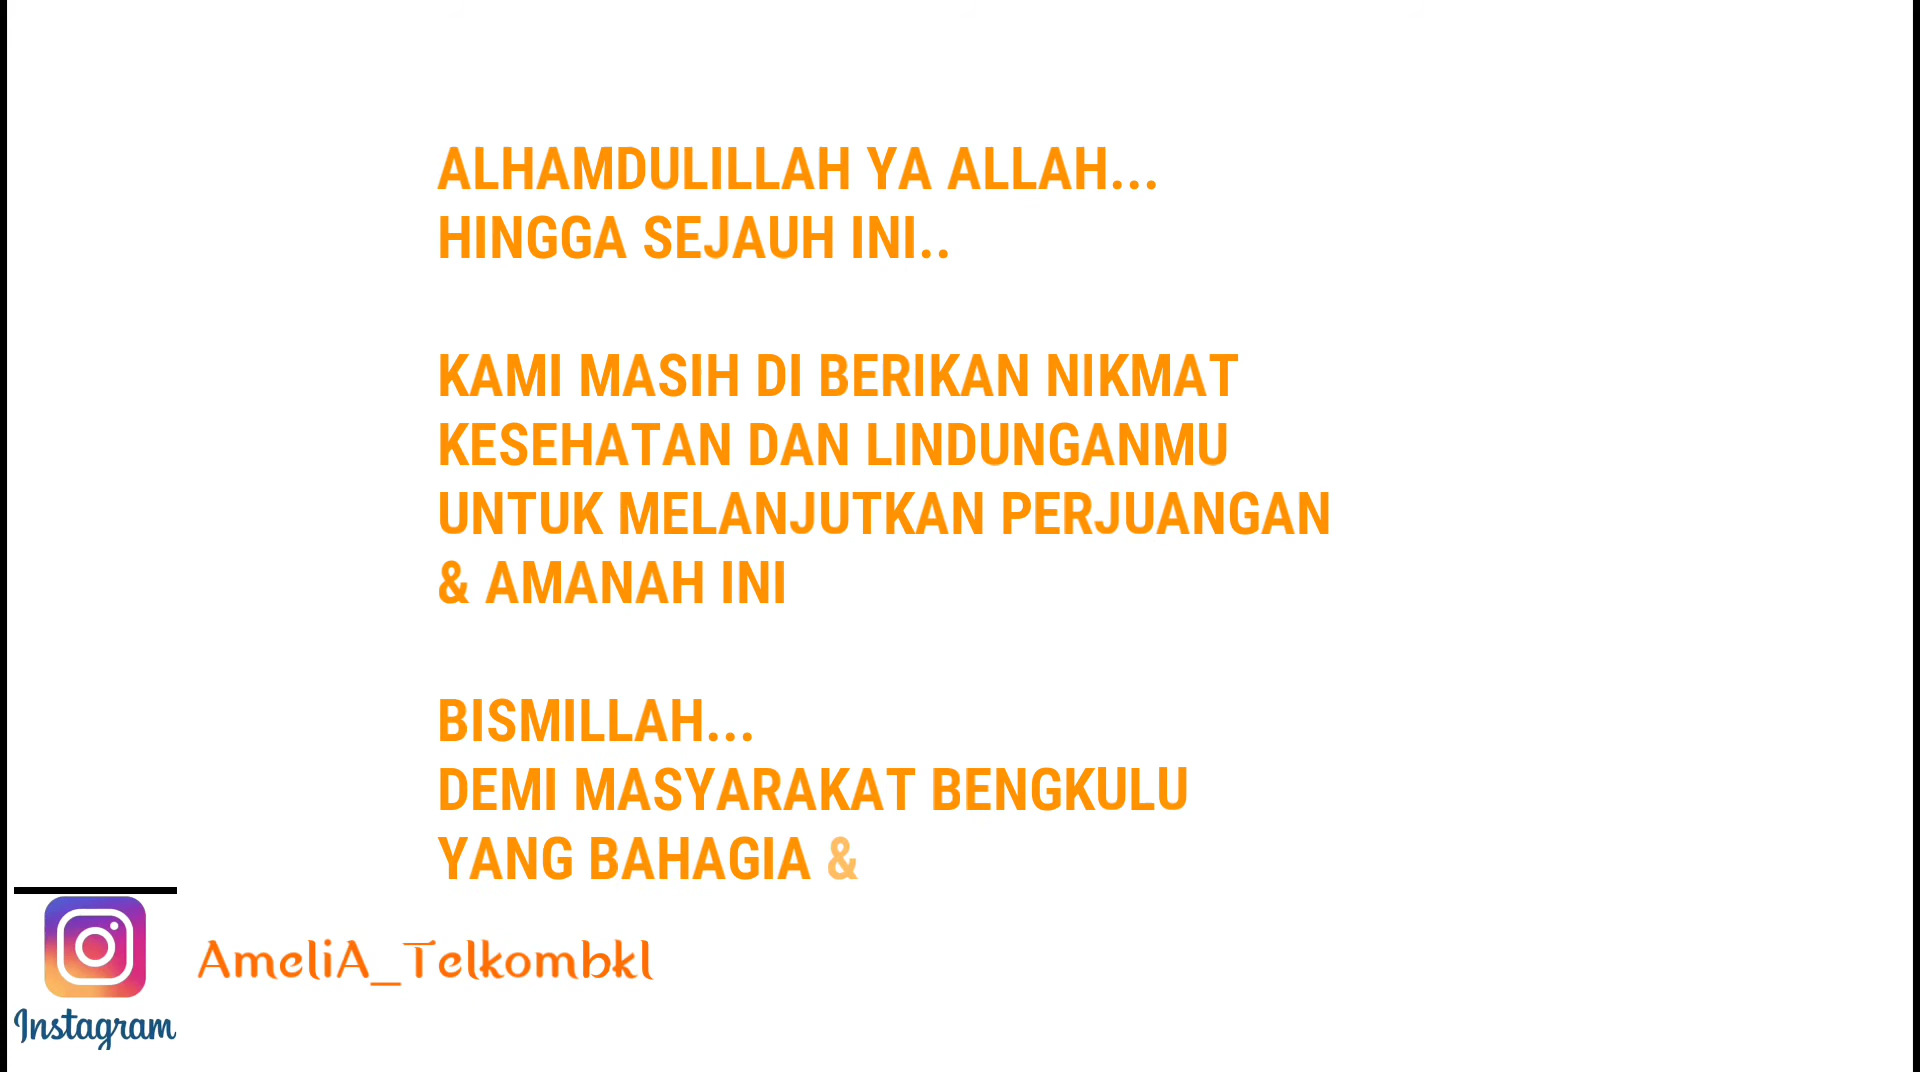 ALHAMDULILLAH YA ALLAH...
HINGGA SEJAUH INI..
KAMI MASIH DI BERIKAN NIKMAT
KESEHATAN DAN LINDUNGANMU
UNTUK MELANJUTKAN PERJUANGAN
& AMANAH INI
BISMILLAH...
DEMI MASYARAKAT BENGKULU
YANG BAHAGIA &
AmeliA_Telkombkl
Instagram